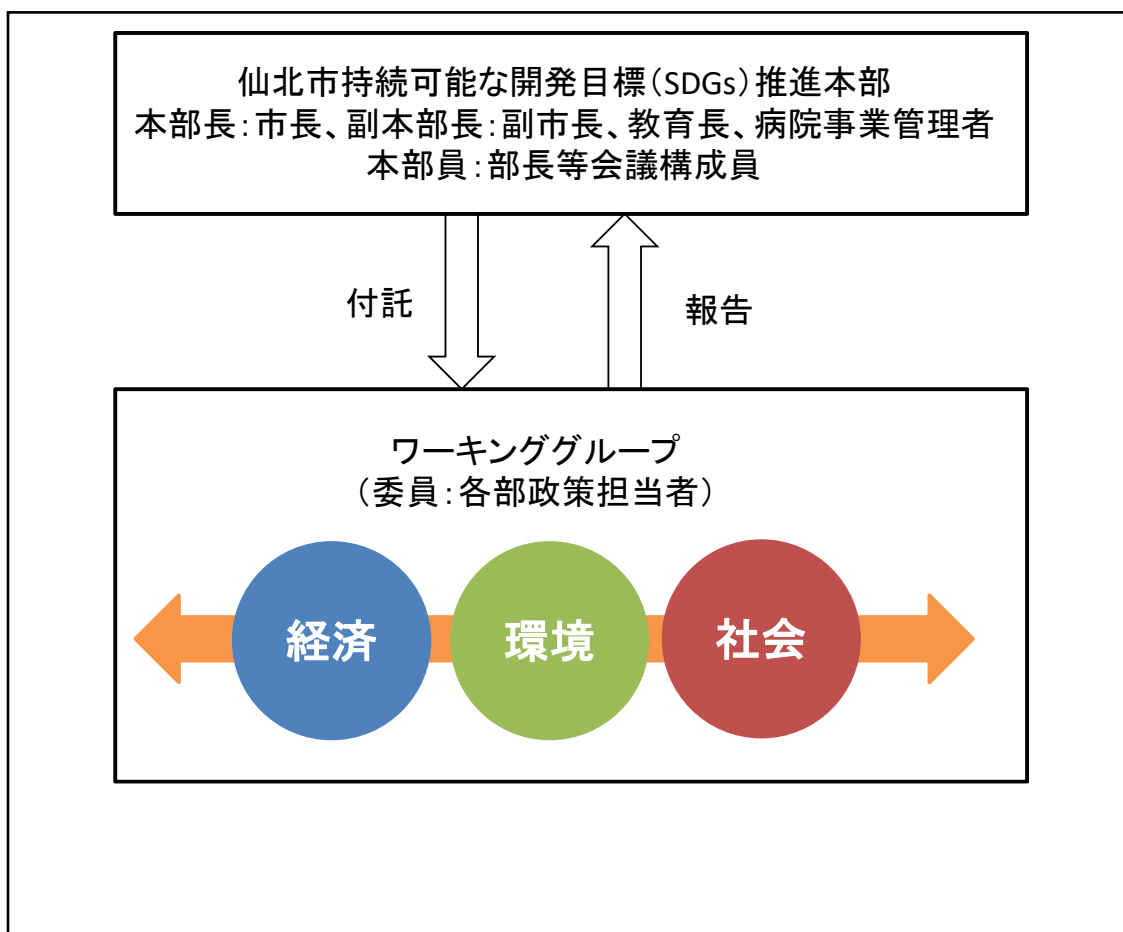 仙北市持続可能な開発目標（SDGs）推進本部
本部長：市長、副本部長：副市長、教育長、病院事業管理者
本部員：部長等会議構成員
付託
報告
ワーキンググループ
（委員：各部政策担当者）
経済
環境
社会